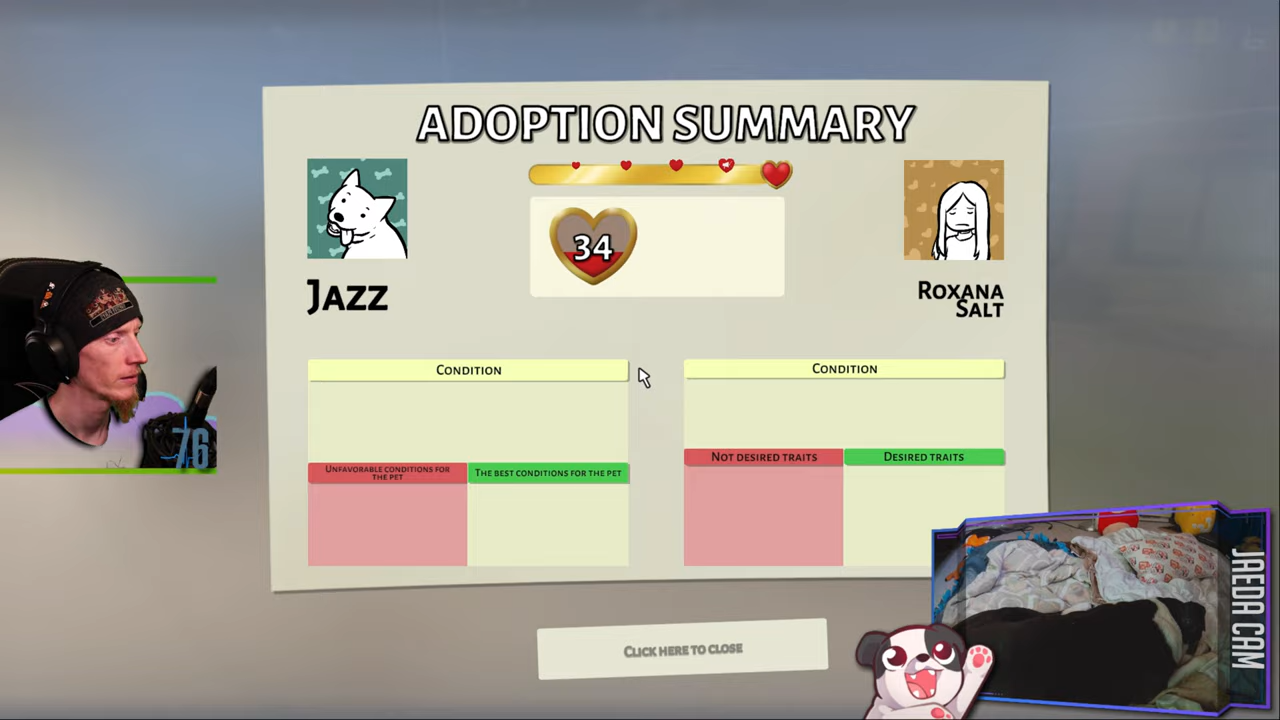 ADOPTION SUMMARY
34
JAZZ
ROXANA
SALT
CONDITION
CONDITION
UNFAVORABLE CONDITIONS FOR
THE PET
THE BEST CONDITIONS FOR THE PET
NOT DESIRED TRAITS
DESIRED TRAITS
76
CLICK HERE TO CLOSE
JAEDA CAM